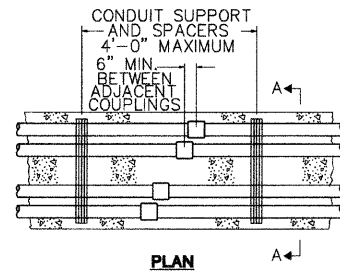 CONDUIT SUPPORT
AND SPACERS
4'-0" MAXIMUM
6" MIN.
BETWEEN
ADJACENT
COUPLINGS
A
A
PLAN